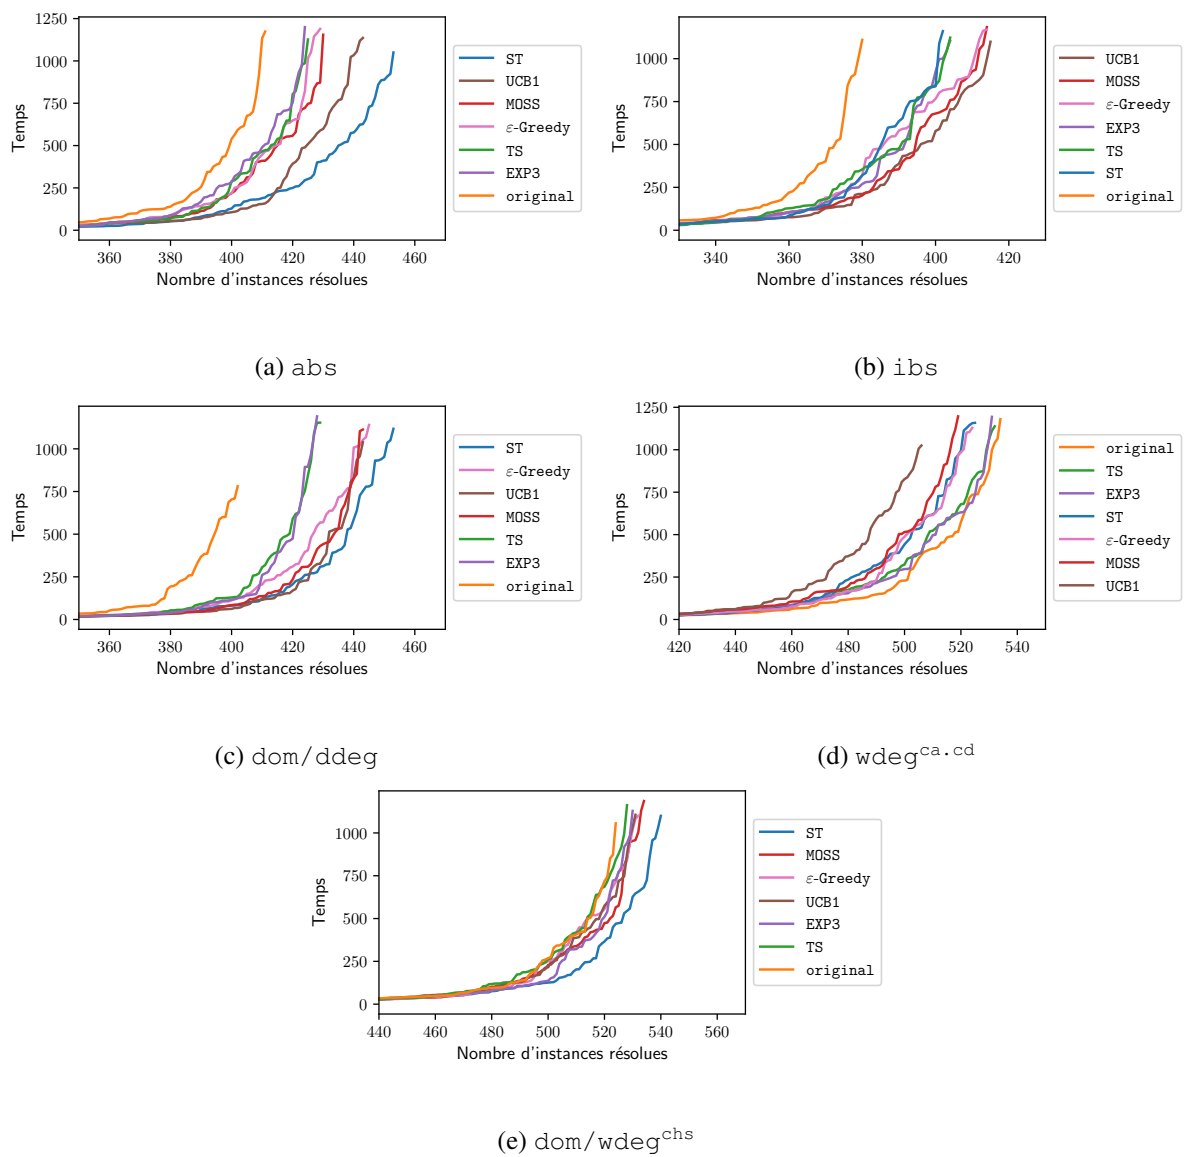 1250
1000
750
500
250
0
Temps
360 380 400 420 440 460
Nombre d'instances résolues
ST
UCB1
MOSS
ε-Greedy
TS
EXP3
original
(a) abs
1250
1000
750
500
250
0
Temps
340 360 380 400 420
Nombre d'instances résolues
UCB1
MOSS
ε-Greedy
EXP3
TS
ST
original
(b) ibs
1000
750
500
250
0
Temps
360 380 400 420 440 460
Nombre d'instances résolues
ST
ε-Greedy
UCB1
MOSS
TS
EXP3
original
(c) dom/ddeg
1250
1000
750
500
250
0
Temps
420 440 460 480 500 520 540
Nombre d'instances résolues
original
TS
EXP3
ST
ε-Greedy
MOSS
UCB1
(d) wdeg^ca.cd
1000
750
500
250
0
Temps
440 460 480 500 520 540 560
Nombre d'instances résolues
ST
MOSS
ε-Greedy
UCB1
EXP3
TS
original
(e) dom/wdeg^chs